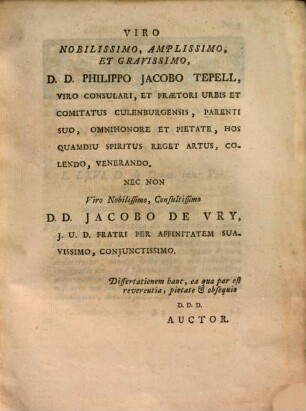 VIRO
NOBILISSIMO, AMPLISSIMO,
ET GRAVISSIMO,
D. D. PHILIPPO JACOBO TEPELL,
VIRO CONSULARI, ET PRÆTORI URBIS ET
COMITATUS CULENBURGENSIS, PARENTI
SUO, OMNIHONORE ET PIETATE, HOS
QUAMDIU SPIRITUS REGET ARTUS, CO-
LENDO, VENERANDO.
NEC NON
Viro Nobilissimo, Consultissimo
D. D. JACOBO DE VRY,
J. U. D. FRATRI PER AFFINITATEM SUA-
VISSIMO, CONJUNCTISSIMO.
Dissertationem hanc, ea qua par est
reverentia, pietate & obsequio
D. D. D.
AUCTOR.